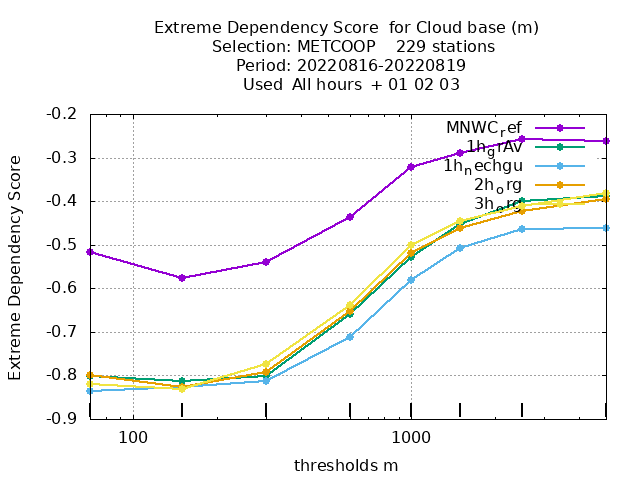 Extreme Dependency Score  for Cloud base (m)
Selection: METCOOP    229 stations
Period: 20220816-20220819
Used  All hours  + 01 02 03
Extreme Dependency Score
-0.2
-0.3
-0.4
-0.5
-0.6
-0.7
-0.8
-0.9
MNWC_ref
1h_grAv
1h_nechgu
2h_org
3h_org
100
1000
thresholds m